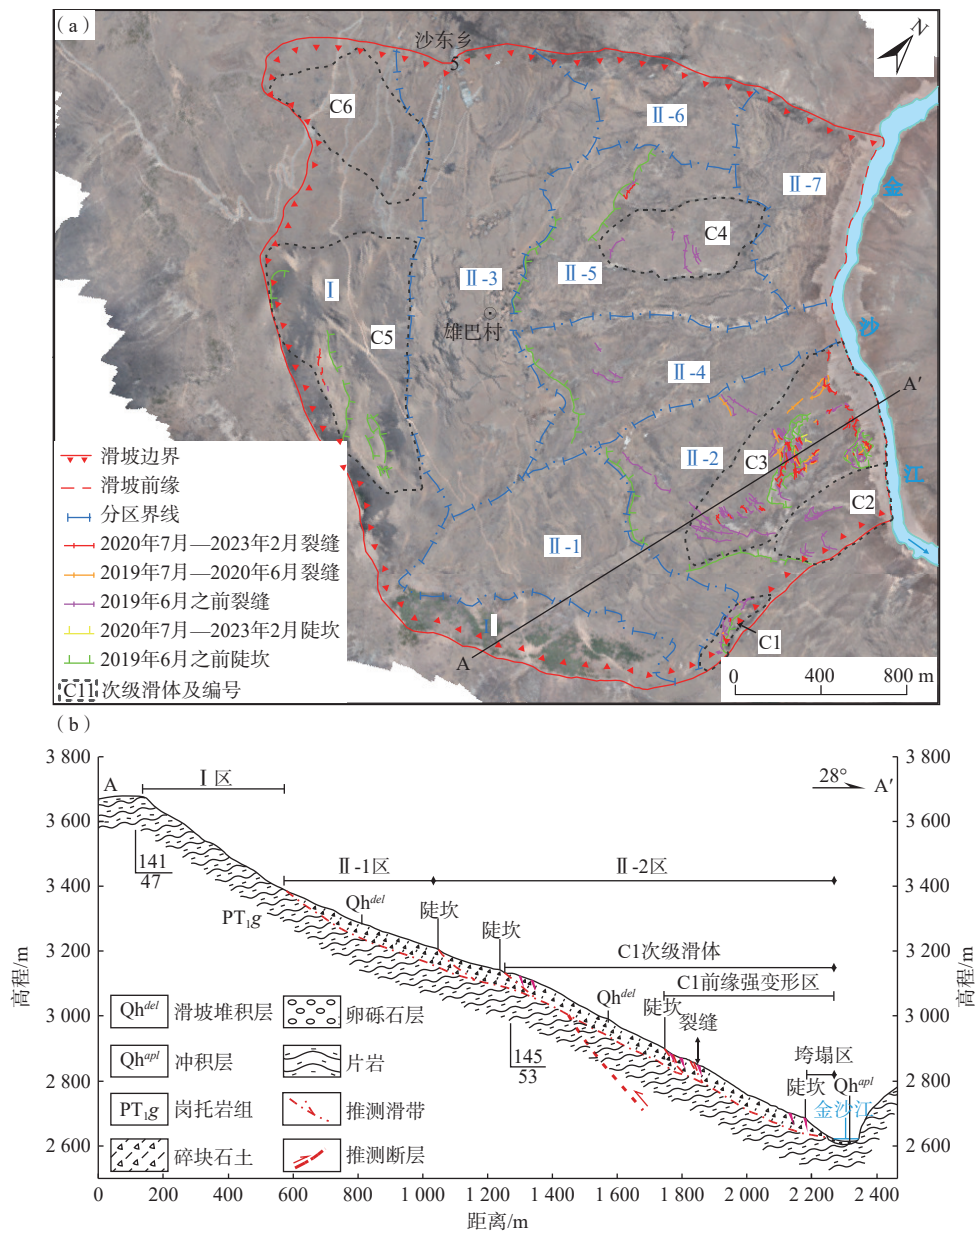 (a)
沙东乡
5
N
C6
Ⅱ-6
Ⅱ-7
金
C4
Ⅱ-3
Ⅱ-5
Ⅰ
雄巴村
沙
C5
Ⅱ-4
A′
C3
Ⅱ-2
江
C2
Ⅱ-1
C1
A
滑坡边界
滑坡前缘
分区界线
2020年7月—2023年2月裂缝
2019年7月—2020年6月裂缝
2019年6月之前裂缝
2020年7月—2023年2月陡坎
2019年6月之前陡坎
C11 次级滑体及编号
0 400 800 m
(b)
3 800
3 600
3 400
3 200
3 000
2 800
2 600
高程/m
A
Ⅰ区
28°
A′
141
47
Ⅱ-1区
Ⅱ-2区
PT₁g
Qhdel
陡坎
陡坎
C1次级滑体
C1前缘强变形区
Qhdel
陡坎
裂缝
145
53
垮塌区
陡坎
Qhapl
金沙江
Qhdel 滑坡堆积层
卵砾石层
Qhapl 冲积层
片岩
PT₁g 岗托岩组
推测滑带
碎块石土
推测断层
3 800
3 600
3 400
3 200
3 000
2 800
2 600
高程/m
0 200 400 600 800 1 000 1 200 1 400 1 600 1 800 2 000 2 200 2 400
距离/m